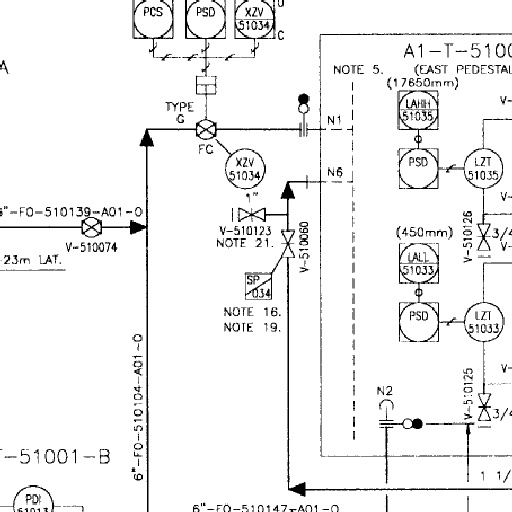 PCS PSD XZV
51034
C
A
A1-T-5100
NOTE 5. (EAST PEDESTAL
(17650mm)
LAHH
51035
V-
TYPE
G
N1
FC
XZV
51034
PSD
LZT
51035
N6
1"
6"-FO-510139-A01-0
V-510123
NOTE 21.
V-510074
V-510060
V-510126
3/4
V-
(450mm)
23m LAT.
LALL
51033
SP
034
NOTE 16.
NOTE 19.
PSD
LZT
51033
6"-FO-510104-A01-0
V-510125
V-
N2
3/4
T-51001-B
1 1/
PDI
6"-FO-510147-A01-0